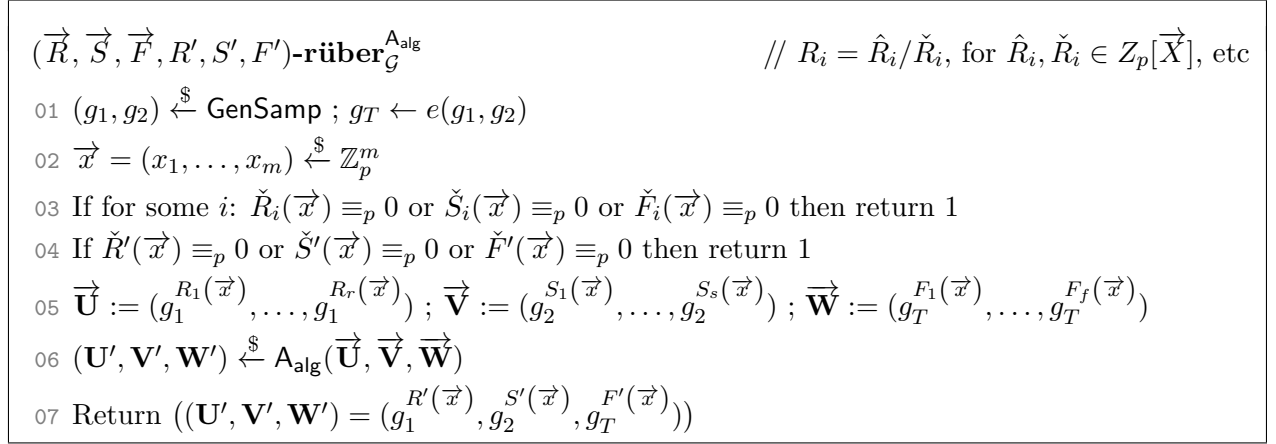 (R⃗, S⃗, F⃗, R′, S′, F′)-rüber_𝒢^{A_alg} // R_i = R̂_i/Ř_i, for R̂_i, Ř_i ∈ Z_p[X⃗], etc
01 (g_1, g_2) ←$ GenSamp ; g_T ← e(g_1, g_2)
02 x⃗ = (x_1, . . . , x_m) ←$ ℤ_p^m
03 If for some i: Ř_i(x⃗) ≡_p 0 or Š_i(x⃗) ≡_p 0 or F̌_i(x⃗) ≡_p 0 then return 1
04 If Ř′(x⃗) ≡_p 0 or Š′(x⃗) ≡_p 0 or F̌′(x⃗) ≡_p 0 then return 1
05 U⃗ := (g_1^{R_1(x⃗)}, . . . , g_1^{R_r(x⃗)}) ; V⃗ := (g_2^{S_1(x⃗)}, . . . , g_2^{S_s(x⃗)}) ; W⃗ := (g_T^{F_1(x⃗)}, . . . , g_T^{F_f(x⃗)})
06 (U′, V′, W′) ←$ A_alg(U⃗, V⃗, W⃗)
07 Return ((U′, V′, W′) = (g_1^{R′(x⃗)}, g_2^{S′(x⃗)}, g_T^{F′(x⃗)}))